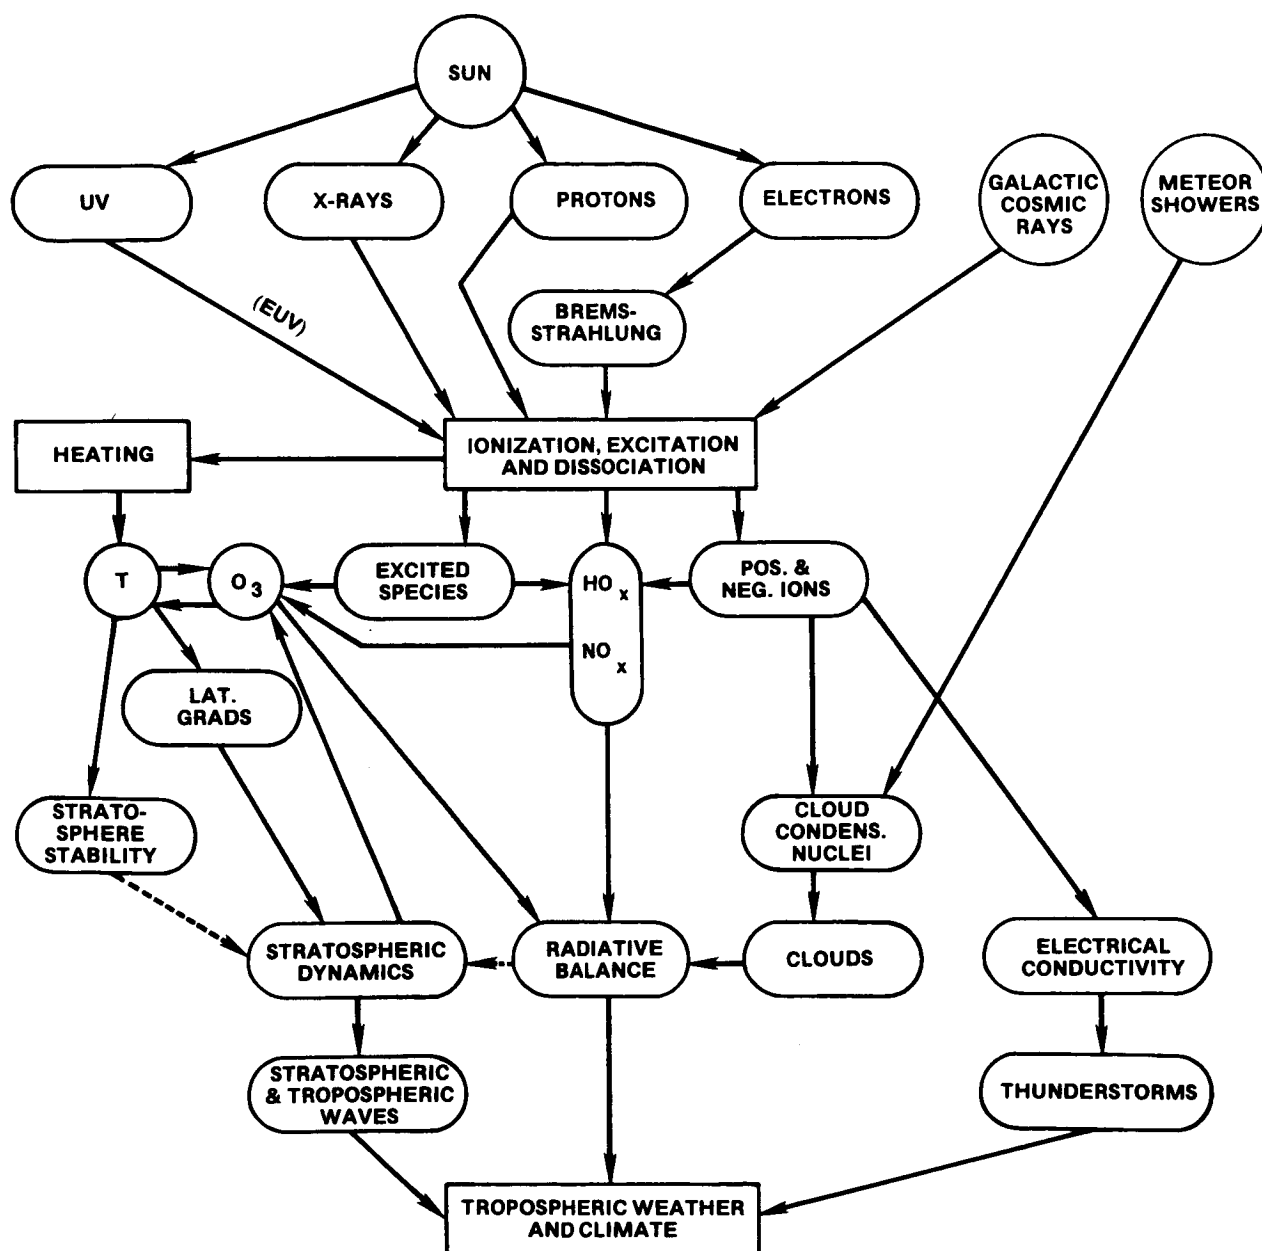 SUN
UV
X-RAYS
PROTONS
ELECTRONS
GALACTIC
COSMIC
RAYS
METEOR
SHOWERS
(EUV)
BREMS-
STRAHLUNG
HEATING
IONIZATION, EXCITATION
AND DISSOCIATION
T
O3
EXCITED
SPECIES
HOx
NOx
POS. &
NEG. IONS
LAT.
GRADS
STRATO-
SPHERE
STABILITY
CLOUD
CONDENS.
NUCLEI
STRATOSPHERIC
DYNAMICS
RADIATIVE
BALANCE
CLOUDS
ELECTRICAL
CONDUCTIVITY
STRATOSPHERIC
& TROPOSPHERIC
WAVES
THUNDERSTORMS
TROPOSPHERIC WEATHER
AND CLIMATE